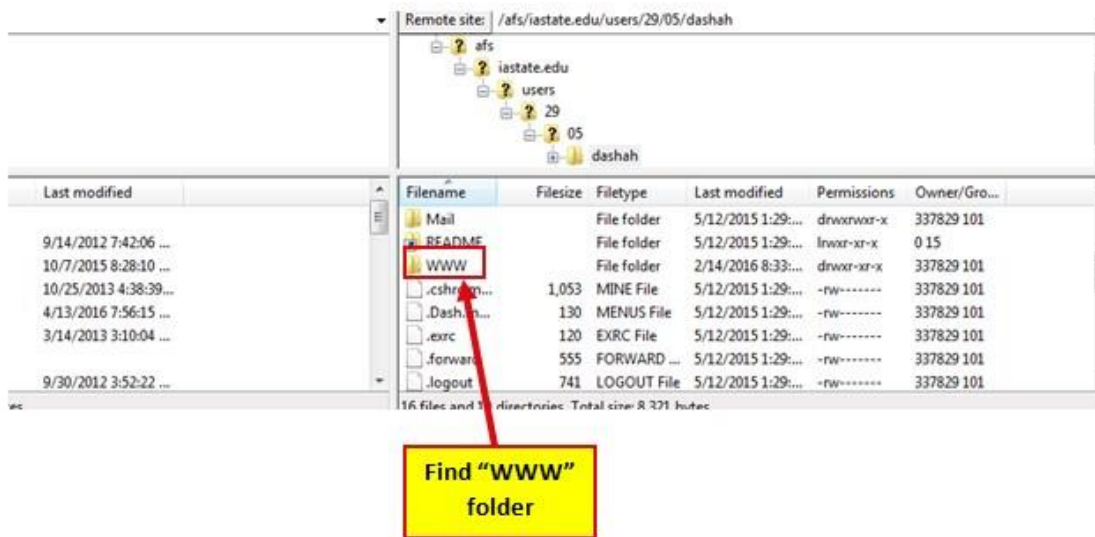 Remote site: /afs/iastate.edu/users/29/05/dashah
? afs
? iastate.edu
? users
? 29
? 05
dashah
Last modified
9/14/2012 7:42:06 ...
10/7/2015 8:28:10 ...
10/25/2013 4:38:39...
4/13/2016 7:56:15 ...
3/14/2013 3:10:04 ...
9/30/2012 3:52:22 ...
Filename Filesize Filetype Last modified Permissions Owner/Gro...
Mail File folder 5/12/2015 1:29:... drwxrwxr-x 337829 101
README File folder 5/12/2015 1:29:... lrwxr-xr-x 0 15
WWW File folder 2/14/2016 8:33:... drwxr-xr-x 337829 101
1,053 MINE File 5/12/2015 1:29:... -rw------- 337829 101
130 MENUS File 5/12/2015 1:29:... -rw------- 337829 101
.exrc 120 EXRC File 5/12/2015 1:29:... -rw------- 337829 101
.forward 555 FORWARD ... 5/12/2015 1:29:... -rw------- 337829 101
.logout 741 LOGOUT File 5/12/2015 1:29:... -rw------- 337829 101
16 files and directories. Total size: 8,321 bytes
Find “WWW”
folder